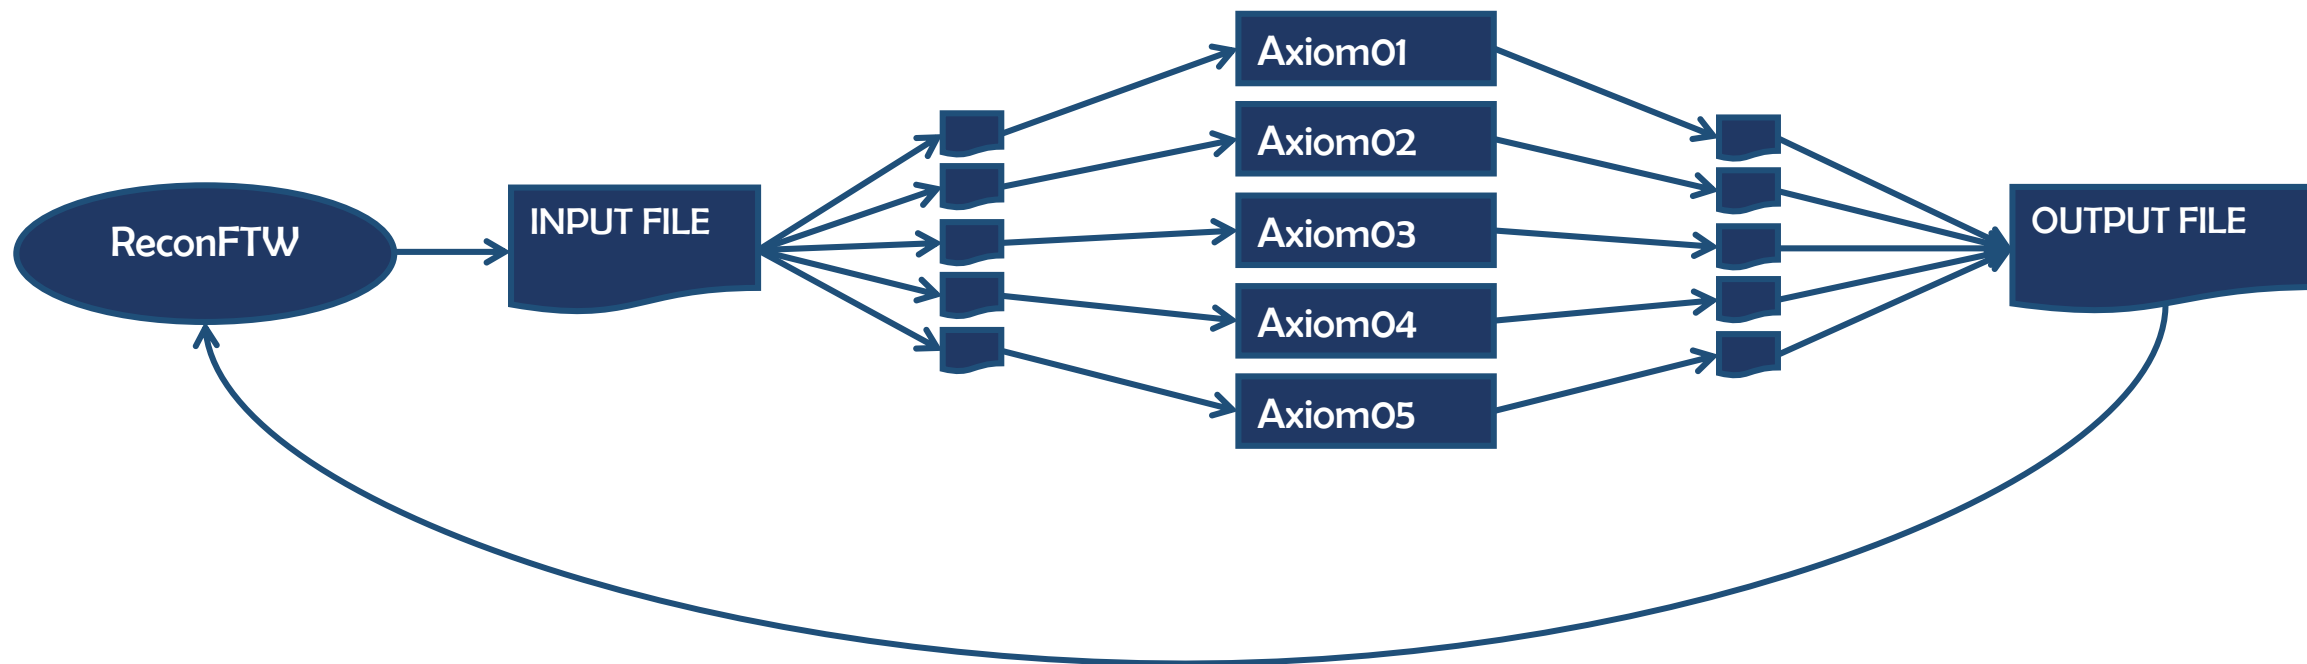 ReconFTW
INPUT FILE
Axiom01
Axiom02
Axiom03
Axiom04
Axiom05
OUTPUT FILE